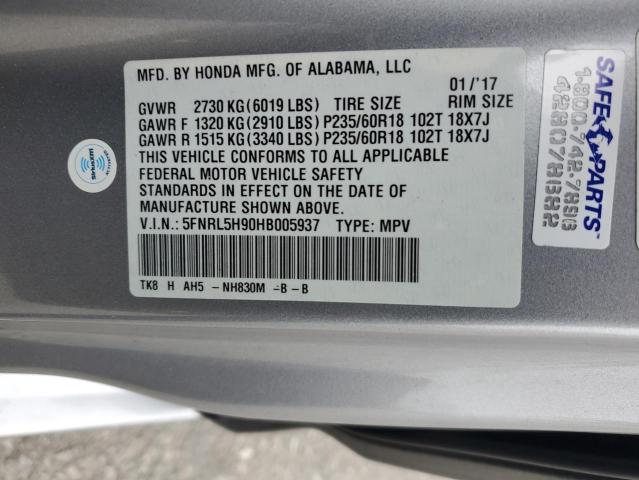 MFD. BY HONDA MFG. OF ALABAMA, LLC
01/'17
GVWR 2730 KG (6019 LBS) TIRE SIZE RIM SIZE
GAWR F 1320 KG (2910 LBS) P235/60R18 102T 18X7J
GAWR R 1515 KG (3340 LBS) P235/60R18 102T 18X7J
THIS VEHICLE CONFORMS TO ALL APPLICABLE
FEDERAL MOTOR VEHICLE SAFETY
STANDARDS IN EFFECT ON THE DATE OF
MANUFACTURE SHOWN ABOVE.
V.I.N.: 5FNRL5H90HB005937 TYPE: MPV
TK8 H AH5 -NH830M -B-B
SAFE PARTS
1-800-742-7898